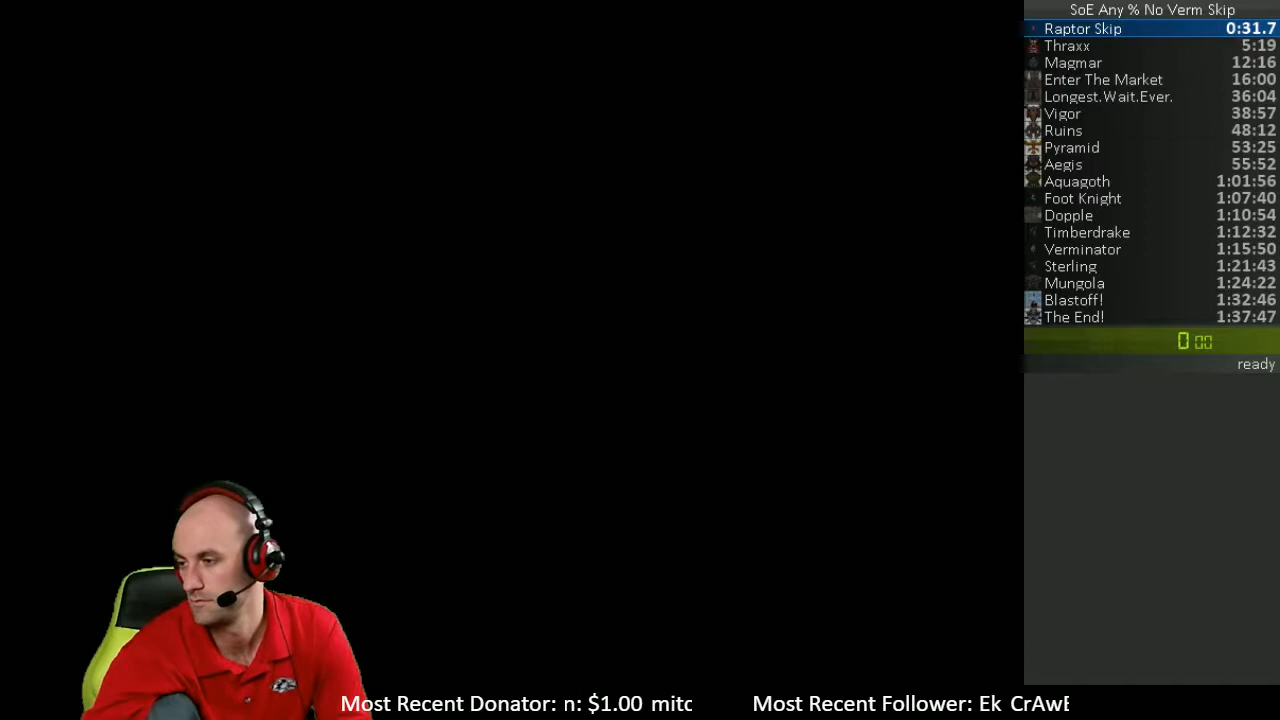 SoE Any % No Verm Skip
Raptor Skip 0:31.7
Thraxx 5:19
Magmar 12:16
Enter The Market 16:00
Longest.Wait.Ever. 36:04
Vigor 38:57
Ruins 48:12
Pyramid 53:25
Aegis 55:52
Aquagoth 1:01:56
Foot Knight 1:07:40
Dopple 1:10:54
Timberdrake 1:12:32
Verminator 1:15:50
Sterling 1:21:43
Mungola 1:24:22
Blastoff! 1:32:46
The End! 1:37:47
0 00
ready
Most Recent Donator: n: $1.00 mitc Most Recent Follower: Ek CrAwE